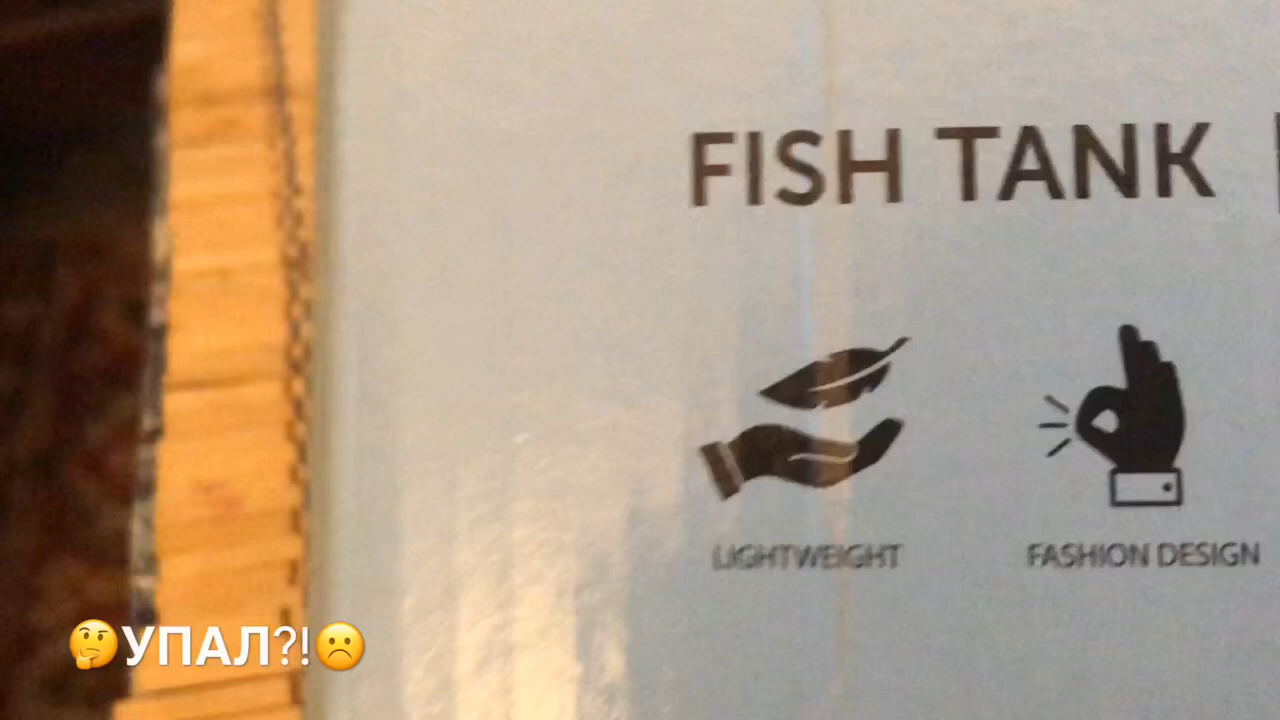 FISH TANK
LIGHTWEIGHT
FASHION DESIGN
🤔УПАЛ?!☹️